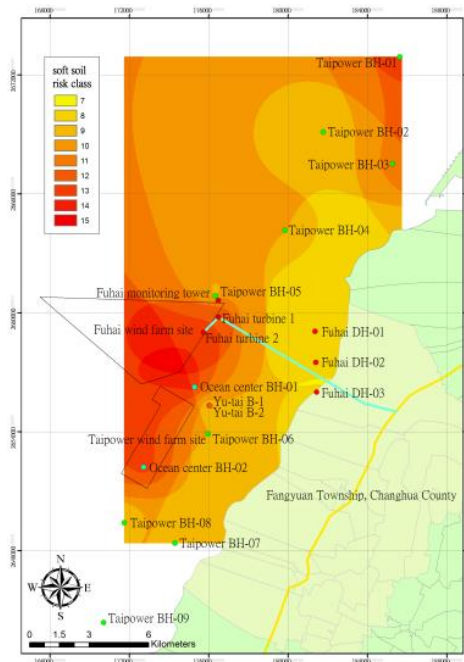 soft soil
risk class
7
8
9
10
11
12
13
14
15
Taipower BH-01
Taipower BH-02
Taipower BH-03
Taipower BH-04
Fuhai monitoring tower
Taipower BH-05
Fuhai turbine 1
Fuhai wind farm site
Fuhai turbine 2
Fuhai DH-01
Fuhai DH-02
Ocean center BH-01
Fuhai DH-03
Yu-tai B-1
Yu-tai B-2
Taipower wind farm site
Taipower BH-06
Ocean center BH-02
Fangyuan Township, Changhua County
Taipower BH-08
Taipower BH-07
N
W
E
S
Taipower BH-09
0 1.5 3 6
Kilometers